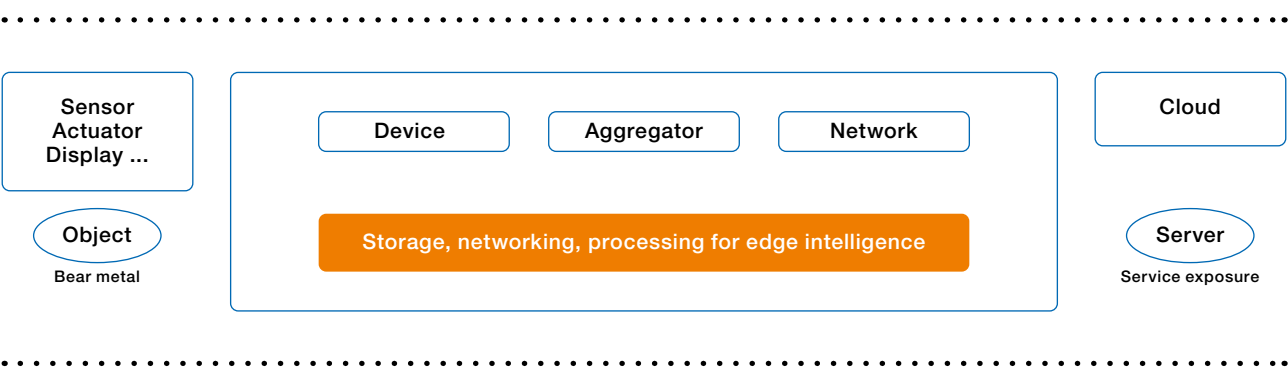 Sensor
Actuator
Display ...
Object
Bear metal
Device
Aggregator
Network
Storage, networking, processing for edge intelligence
Cloud
Server
Service exposure